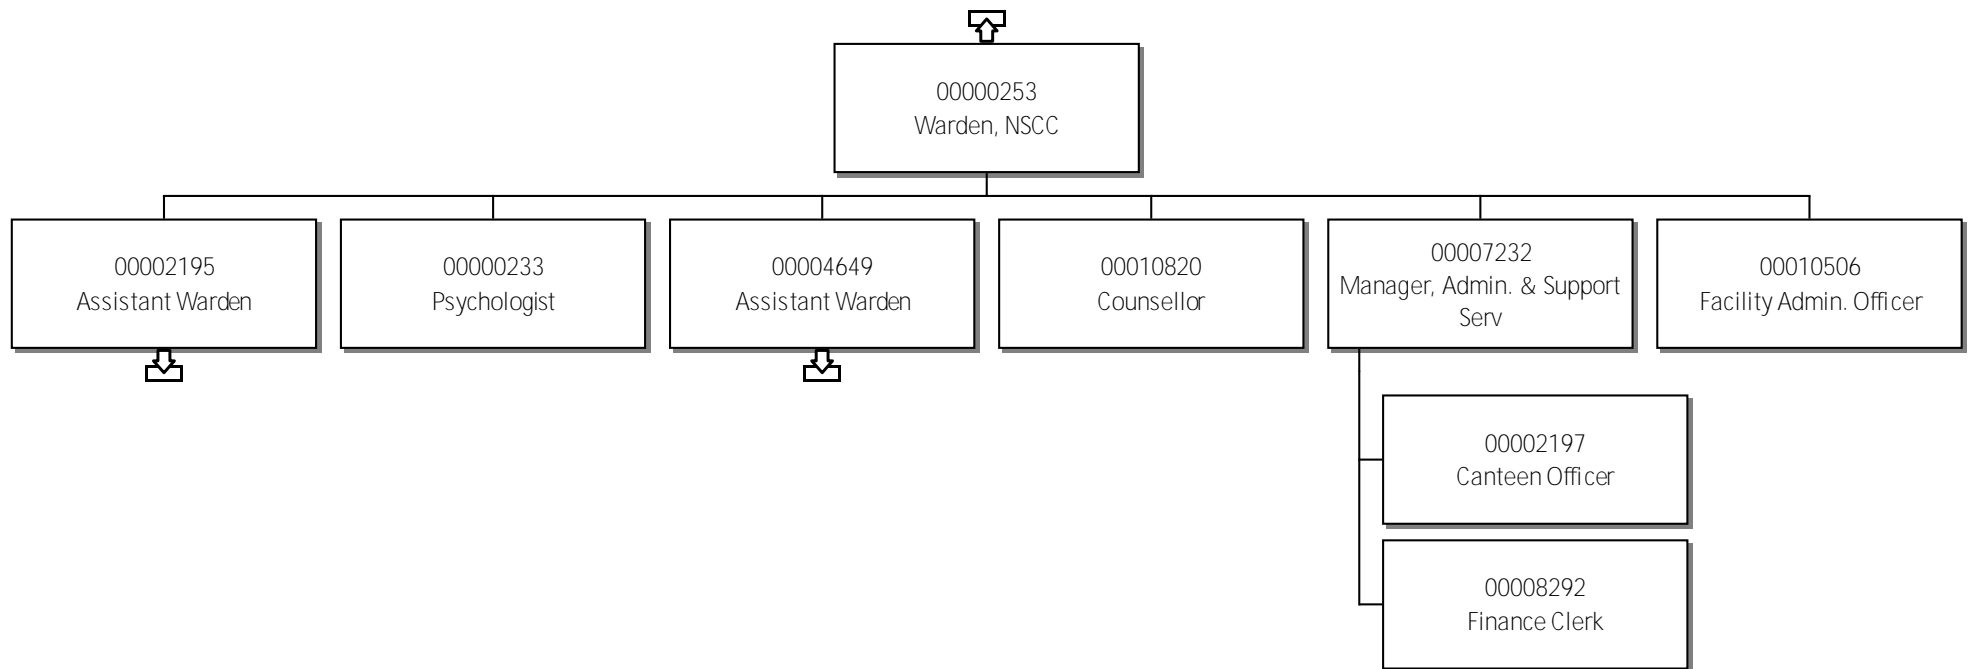 00000253
Warden, NSCC
00002195
Assistant Warden
00000233
Psychologist
00004649
Assistant Warden
00010820
Counsellor
00007232
Manager, Admin. & Support
Serv
00010506
Facility Admin. Officer
00002197
Canteen Officer
00008292
Finance Clerk